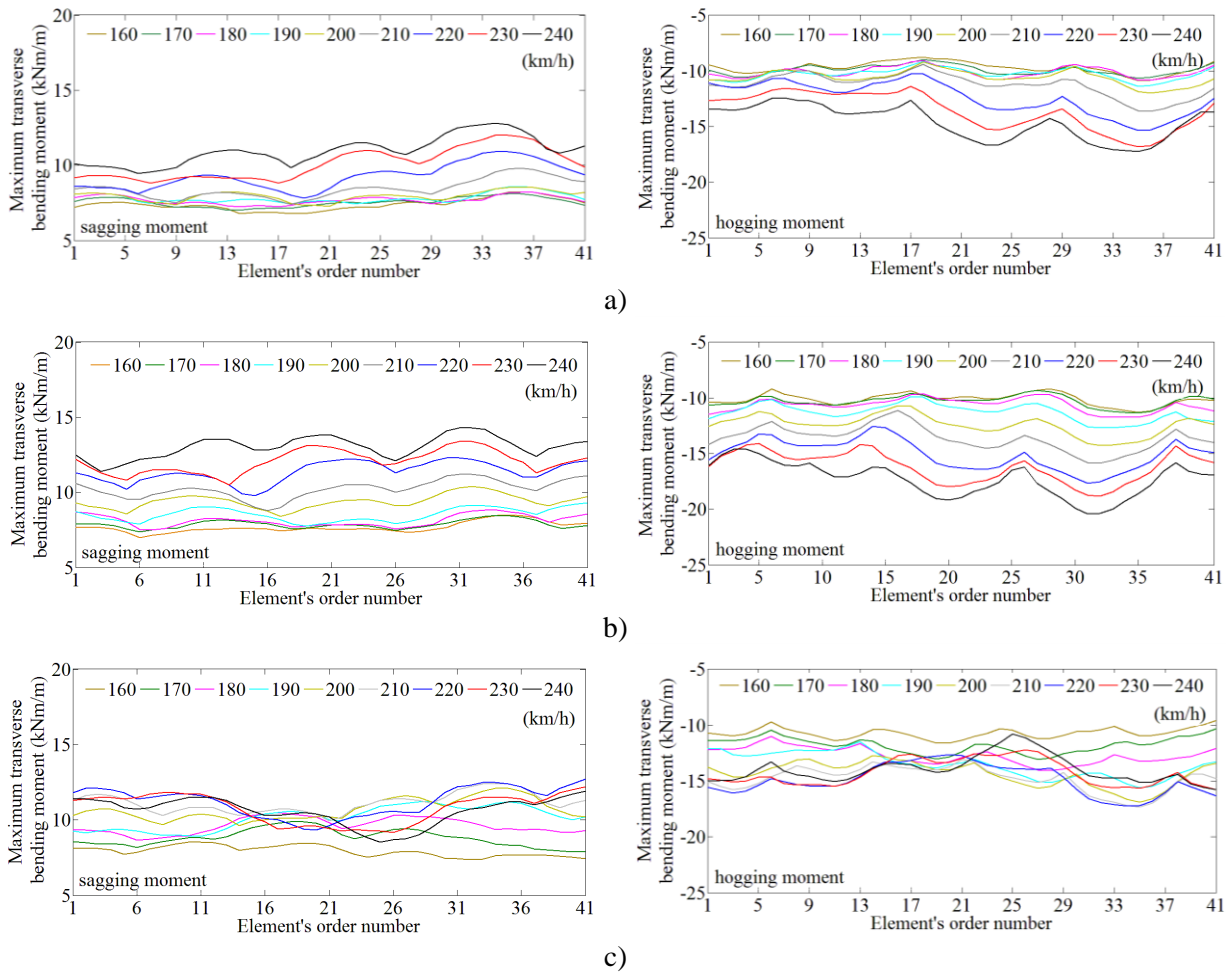 Maximum transverse
bending moment (kNm/m)
20
15
10
5
160 170 180 190 200 210 220 230 240
(km/h)
sagging moment
1 5 9 13 17 21 25 29 33 37 41
Element's order number
Maximum transverse
bending moment (kNm/m)
-5
-10
-15
-20
-25
160 170 180 190 200 210 220 230 240
(km/h)
hogging moment
1 5 9 13 17 21 25 29 33 37 41
Element's order number
a)
Maximum transverse
bending moment (kNm/m)
20
15
10
5
160 170 180 190 200 210 220 230 240
(km/h)
sagging moment
1 6 11 16 21 26 31 36 41
Element's order number
Maximum transverse
bending moment (kNm/m)
-5
-10
-15
-20
-25
160 170 180 190 200 210 220 230 240
(km/h)
hogging moment
1 5 10 15 20 25 30 35 41
Element's order number
b)
Maximum transverse
bending moment (kNm/m)
20
15
10
5
160 170 180 190 200 210 220 230 240
(km/h)
sagging moment
1 6 11 16 21 26 31 36 41
Element's order number
Maximum transverse
bending moment (kNm/m)
-5
-10
-15
-20
-25
160 170 180 190 200 210 220 230 240
(km/h)
hogging moment
1 5 9 13 17 21 25 29 33 37 41
Element's order number
c)